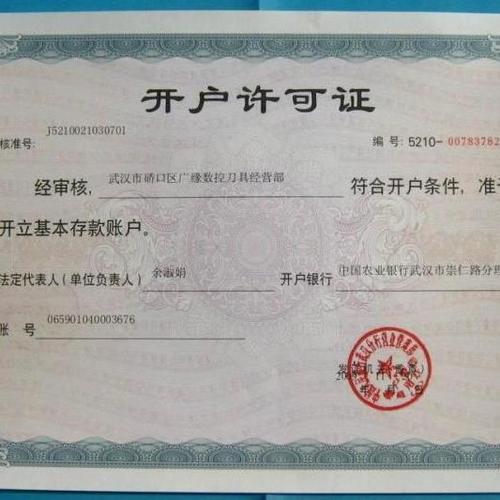 开户许可证
核准号: J5210021030701 编 号: 5210-00783782
经审核, 武汉市硚口区广缘数控刀具经营部 符合开户条件, 准
开立基本存款账户。
法定代表人(单位负责人) 余淑娟 开户银行 中国农业银行武汉市崇仁路分理
账 号 065901040003676